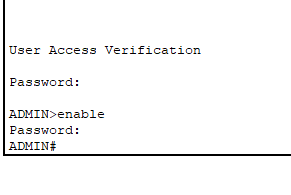 User Access Verification
Password:
ADMIN>enable
Password:
ADMIN#